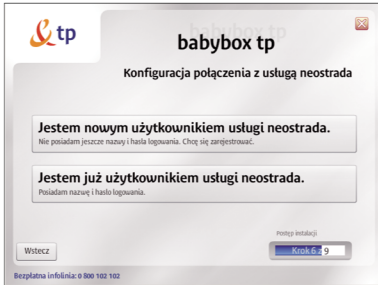 tp
babybox tp
Konfiguracja połączenia z usługą neostrada
Jestem nowym użytkownikiem usługi neostrada.
Nie posiadam jeszcze nazwy i hasła logowania. Chcę się zarejestrować.
Jestem już użytkownikiem usługi neostrada.
Posiadam nazwę i hasło logowania.
Postęp instalacji
Wstecz
Krok 6 z 9
Bezpłatna infolinia: 0 800 102 102